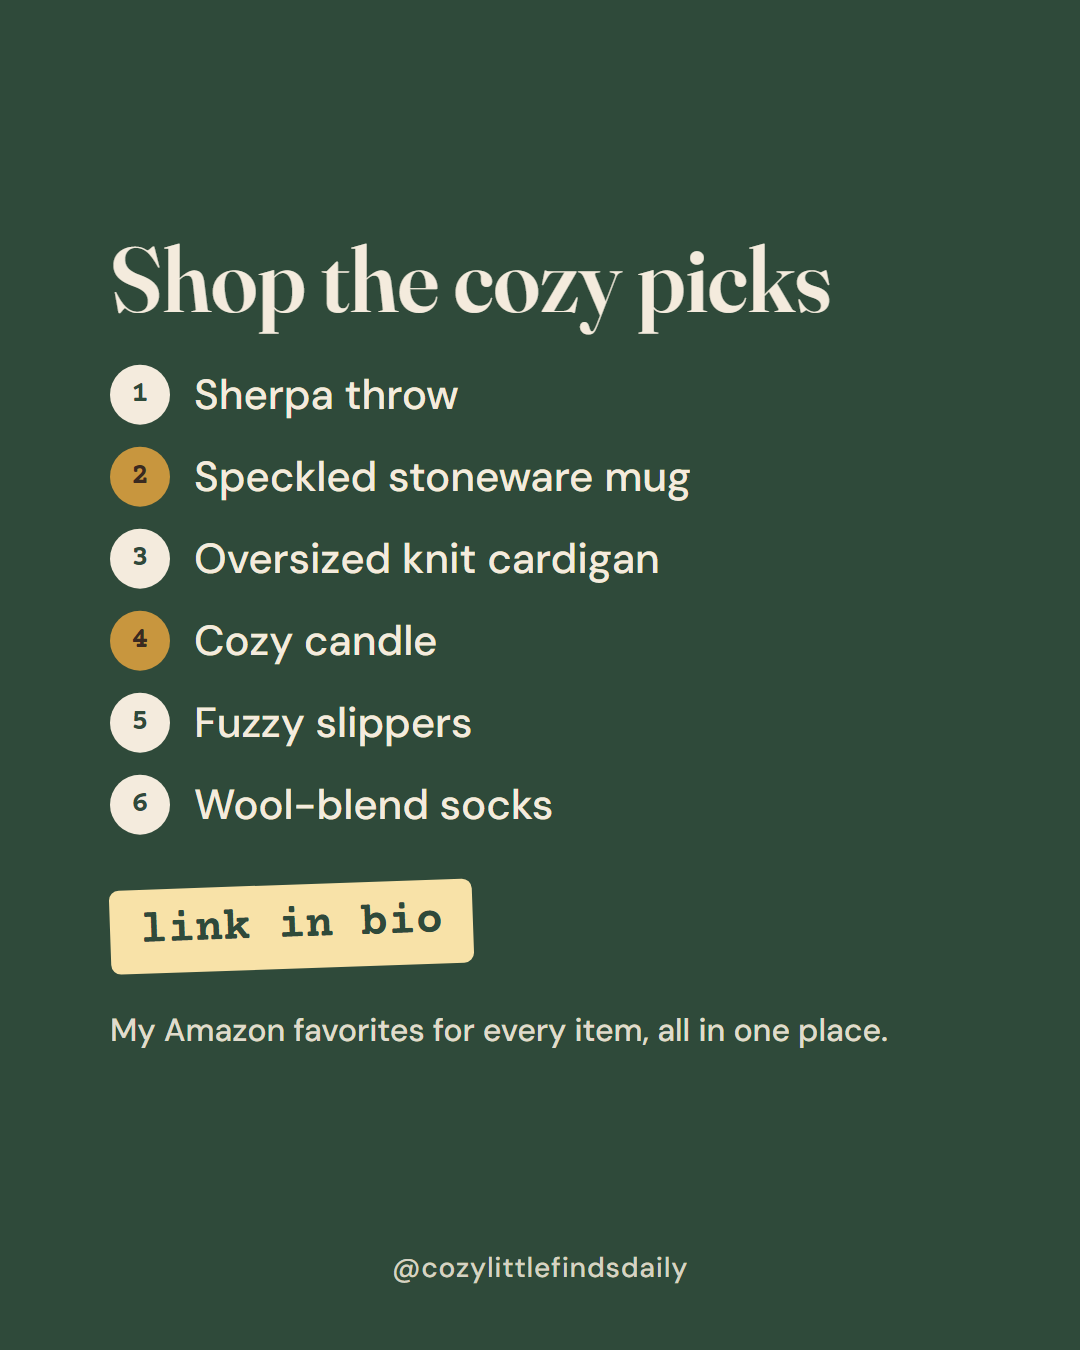 Shop the cozy picks
1 Sherpa throw
2 Speckled stoneware mug
3 Oversized knit cardigan
4 Cozy candle
5 Fuzzy slippers
6 Wool-blend socks
link in bio
My Amazon favorites for every item, all in one place.
@cozylittlefindsdaily